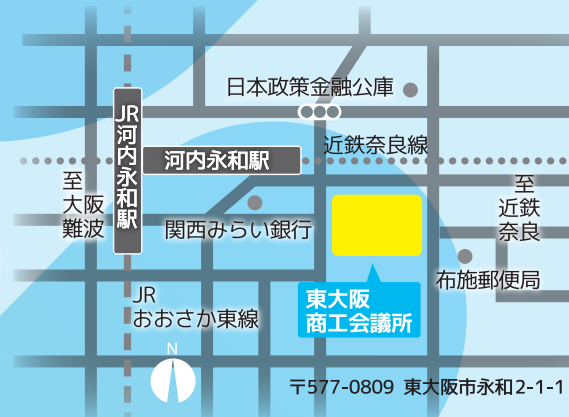 日本政策金融公庫
JR河内永和駅
河内永和駅
近鉄奈良線
至
大阪
難波
至
近鉄
奈良
関西みらい銀行
布施郵便局
JR
おおさか東線
東大阪
商工会議所
N
〒577-0809 東大阪市永和2-1-1